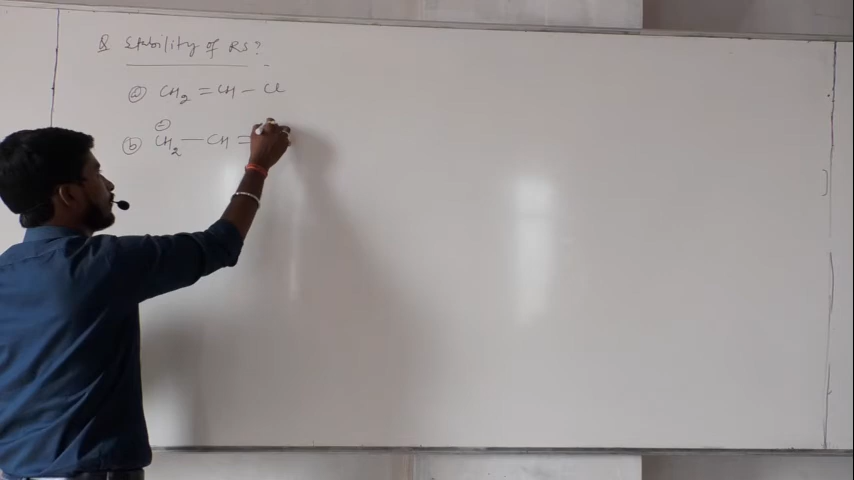 Q Stability of RS?
(a) CH₂ = CH - Cl
⊖
(b) CH₂ — CH =